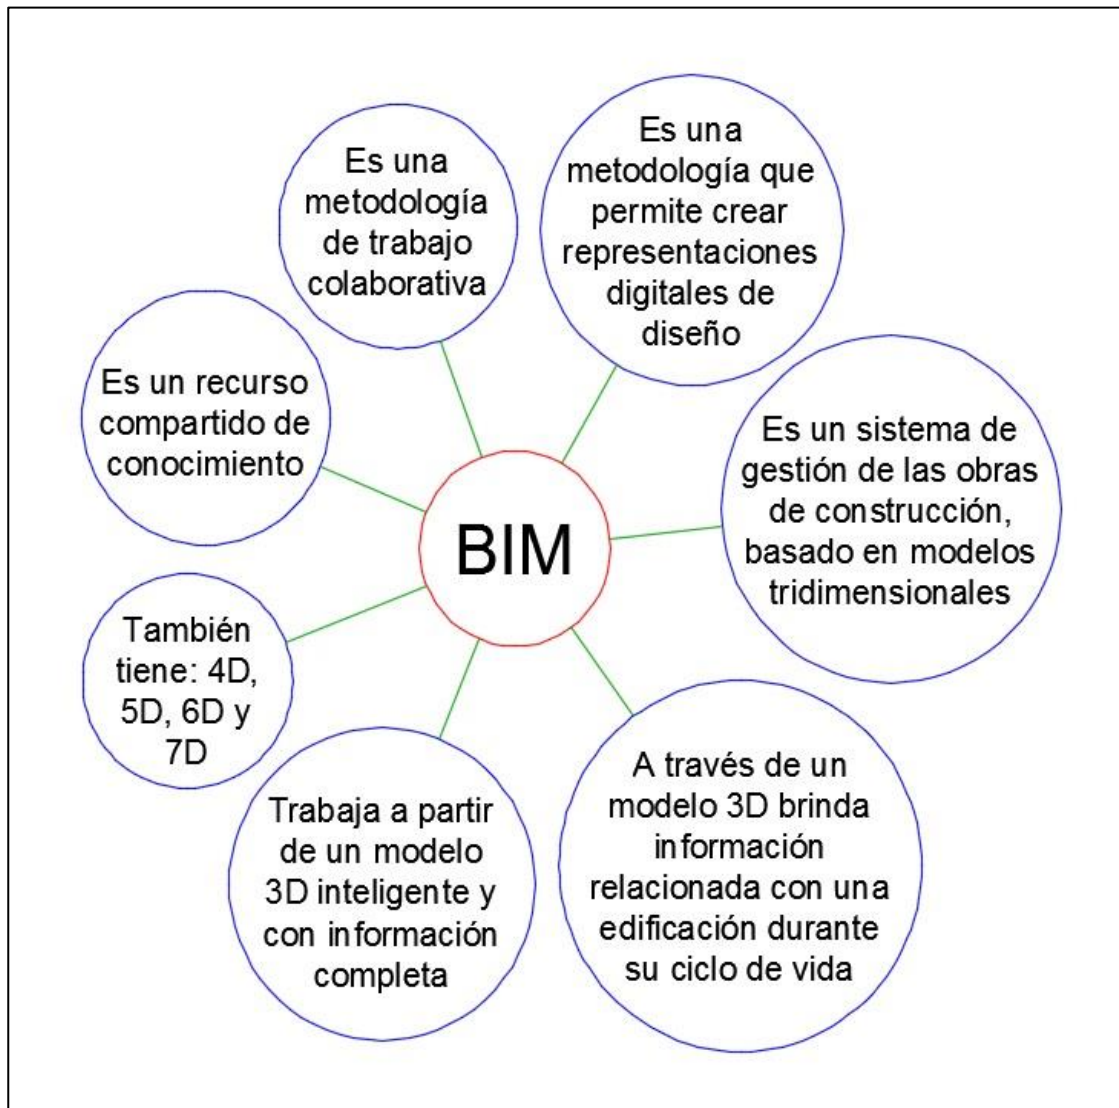 Es una
metodología
de trabajo
colaborativa
Es una
metodología que
permite crear
representaciones
digitales de
diseño
Es un recurso
compartido de
conocimiento
Es un sistema de
gestión de las obras
de construcción,
basado en modelos
tridimensionales
BIM
También
tiene: 4D,
5D, 6D y
7D
Trabaja a partir
de un modelo
3D inteligente y
con información
completa
A través de un
modelo 3D brinda
información
relacionada con una
edificación durante
su ciclo de vida